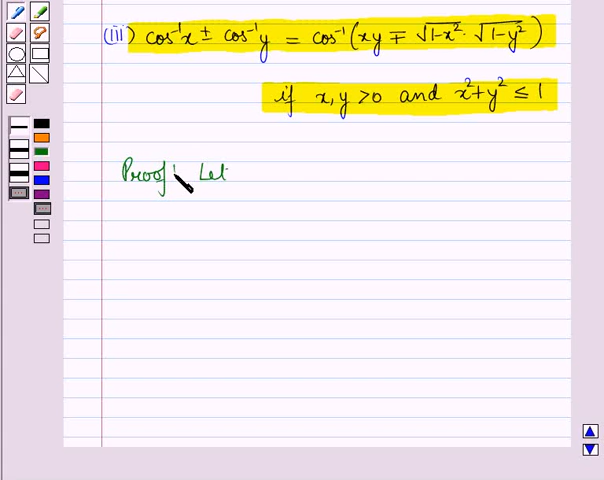 (iii) cos⁻¹x ± cos⁻¹y = cos⁻¹(xy ∓ √1-x² · √1-y²)
if x, y >0 and x²+y² ≤ 1
Proof: Let